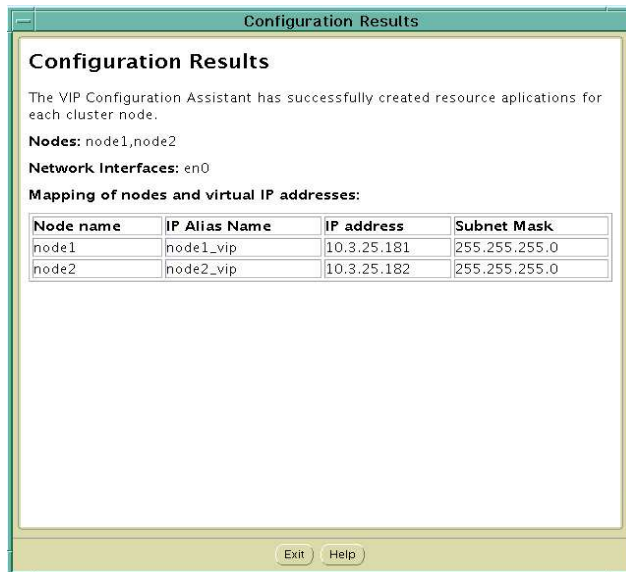 Configuration Results
Configuration Results
The VIP Configuration Assistant has successfully created resource aplications for
each cluster node.
Nodes: node1,node2
Network Interfaces: en0
Mapping of nodes and virtual IP addresses:
Node name IP Alias Name IP address Subnet Mask
node1 node1_vip 10.3.25.181 255.255.255.0
node2 node2_vip 10.3.25.182 255.255.255.0
Exit Help